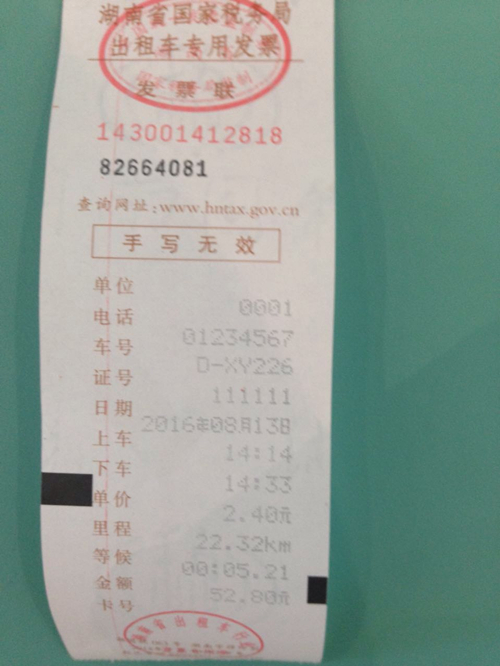 湖南省国家税务局
出租车专用发票
发票联
143001412818
82664081
查询网址:www.hntax.gov.cn
手写无效
单位 0001
电话 01234567
车号 D-XY226
证号 111111
日期 2016年08月13日
上车 14:14
下车 14:33
单价 2.40元
里程 22.32km
等候 00:05.21
金额 52.80元
卡号